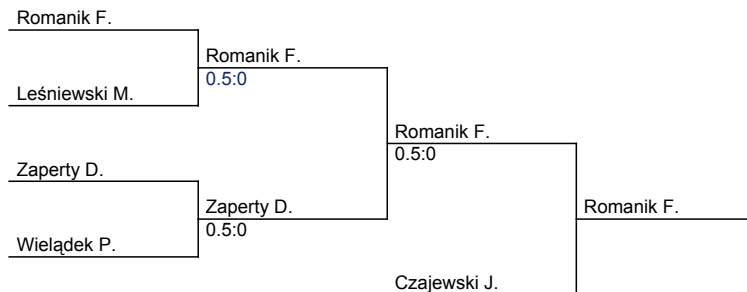 Romanik F.
Romanik F.
0.5:0
Leśniewski M.
Romanik F.
0.5:0
Zaperty D.
Zaperty D.
0.5:0
Romanik F.
Wielądek P.
Czajewski J.